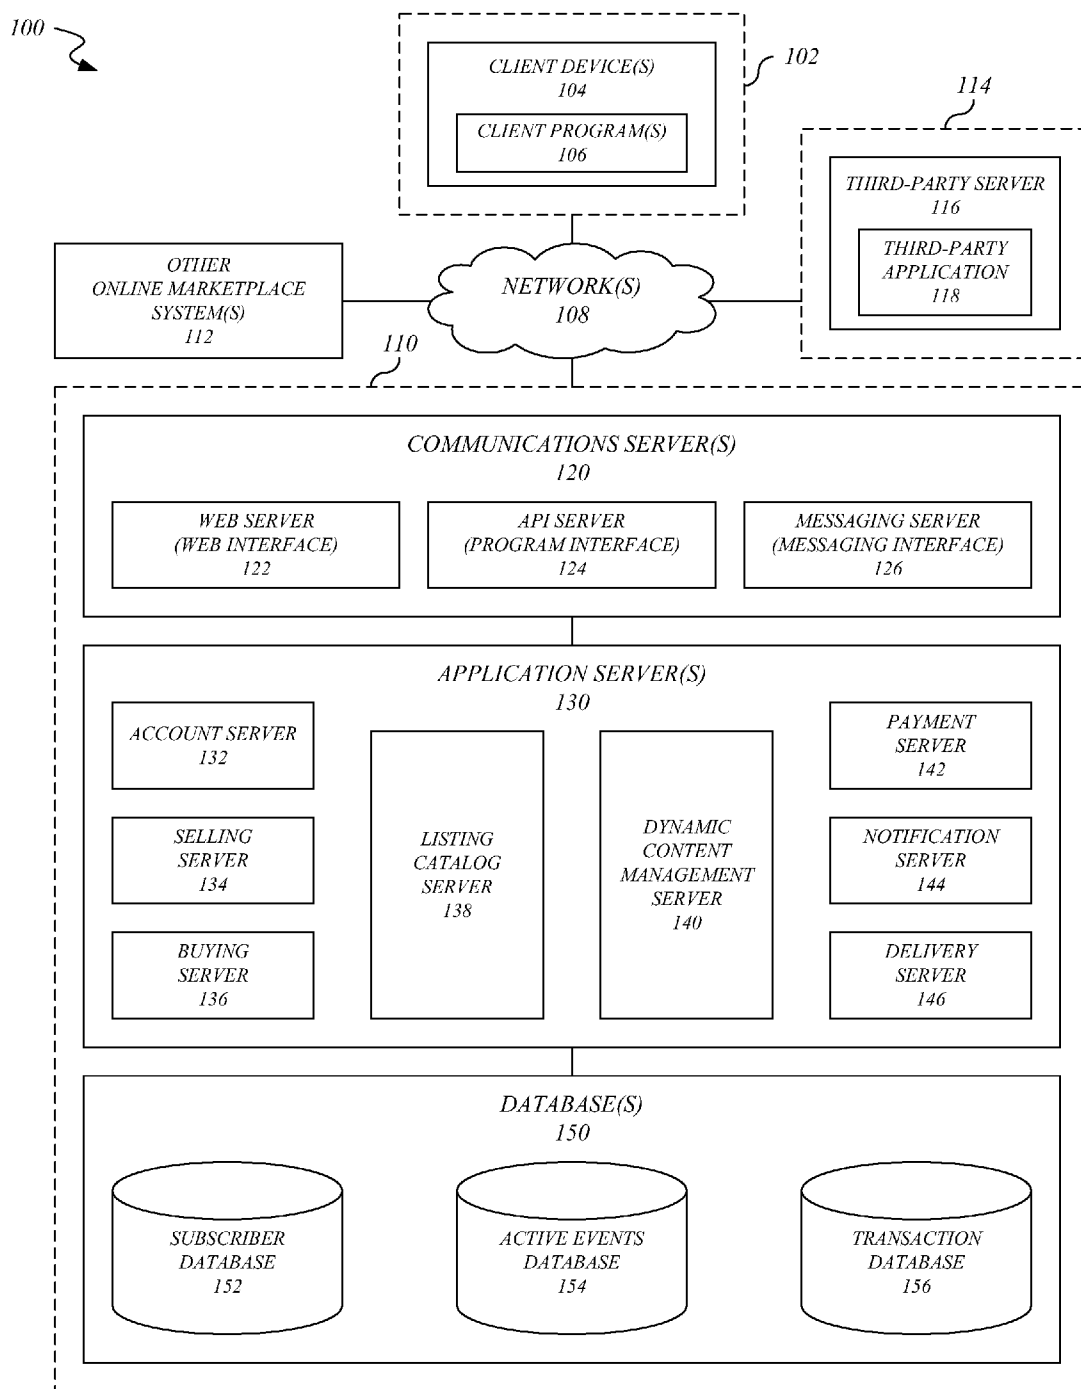 100
102
CLIENT DEVICE(S)
104
CLIENT PROGRAM(S)
106
114
THIRD-PARTY SERVER
116
THIRD-PARTY
APPLICATION
118
OTHER
ONLINE MARKETPLACE
SYSTEM(S)
112
NETWORK(S)
108
110
COMMUNICATIONS SERVER(S)
120
WEB SERVER
(WEB INTERFACE)
122
API SERVER
(PROGRAM INTERFACE)
124
MESSAGING SERVER
(MESSAGING INTERFACE)
126
APPLICATION SERVER(S)
130
ACCOUNT SERVER
132
SELLING
SERVER
134
BUYING
SERVER
136
LISTING
CATALOG
SERVER
138
DYNAMIC
CONTENT
MANAGEMENT
SERVER
140
PAYMENT
SERVER
142
NOTIFICATION
SERVER
144
DELIVERY
SERVER
146
DATABASE(S)
150
SUBSCRIBER
DATABASE
152
ACTIVE EVENTS
DATABASE
154
TRANSACTION
DATABASE
156